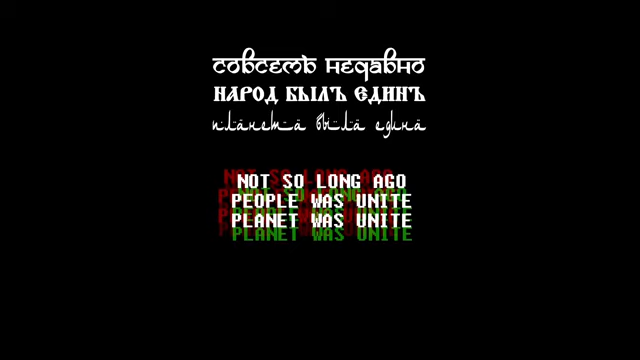 совсемъ недавно
НАРОД БЫЛЪ ЕДИНЪ
планета была едина
NOT SO LONG AGO
PEOPLE WAS UNITE
PLANET WAS UNITE